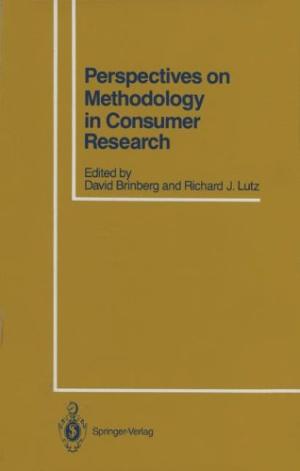 Perspectives on
Methodology
in Consumer
Research
Edited by
David Brinberg and Richard J. Lutz
Springer-Verlag